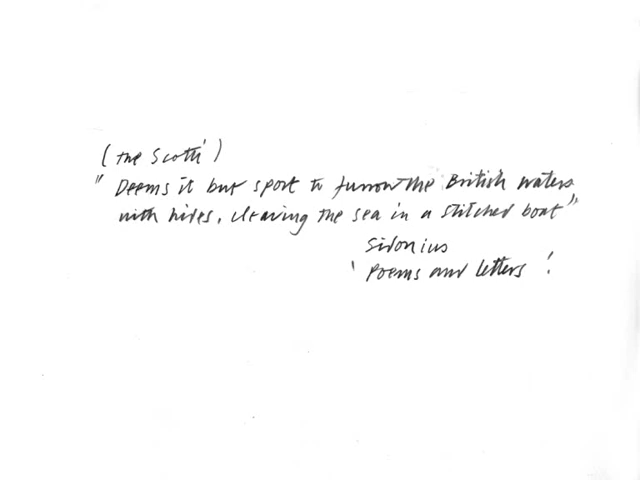 (the Scotti)
"Deems it but sport to furrow the British waters
with hides, cleaving the sea in a stitched boat"
Sidonius
'Poems and Letters'.